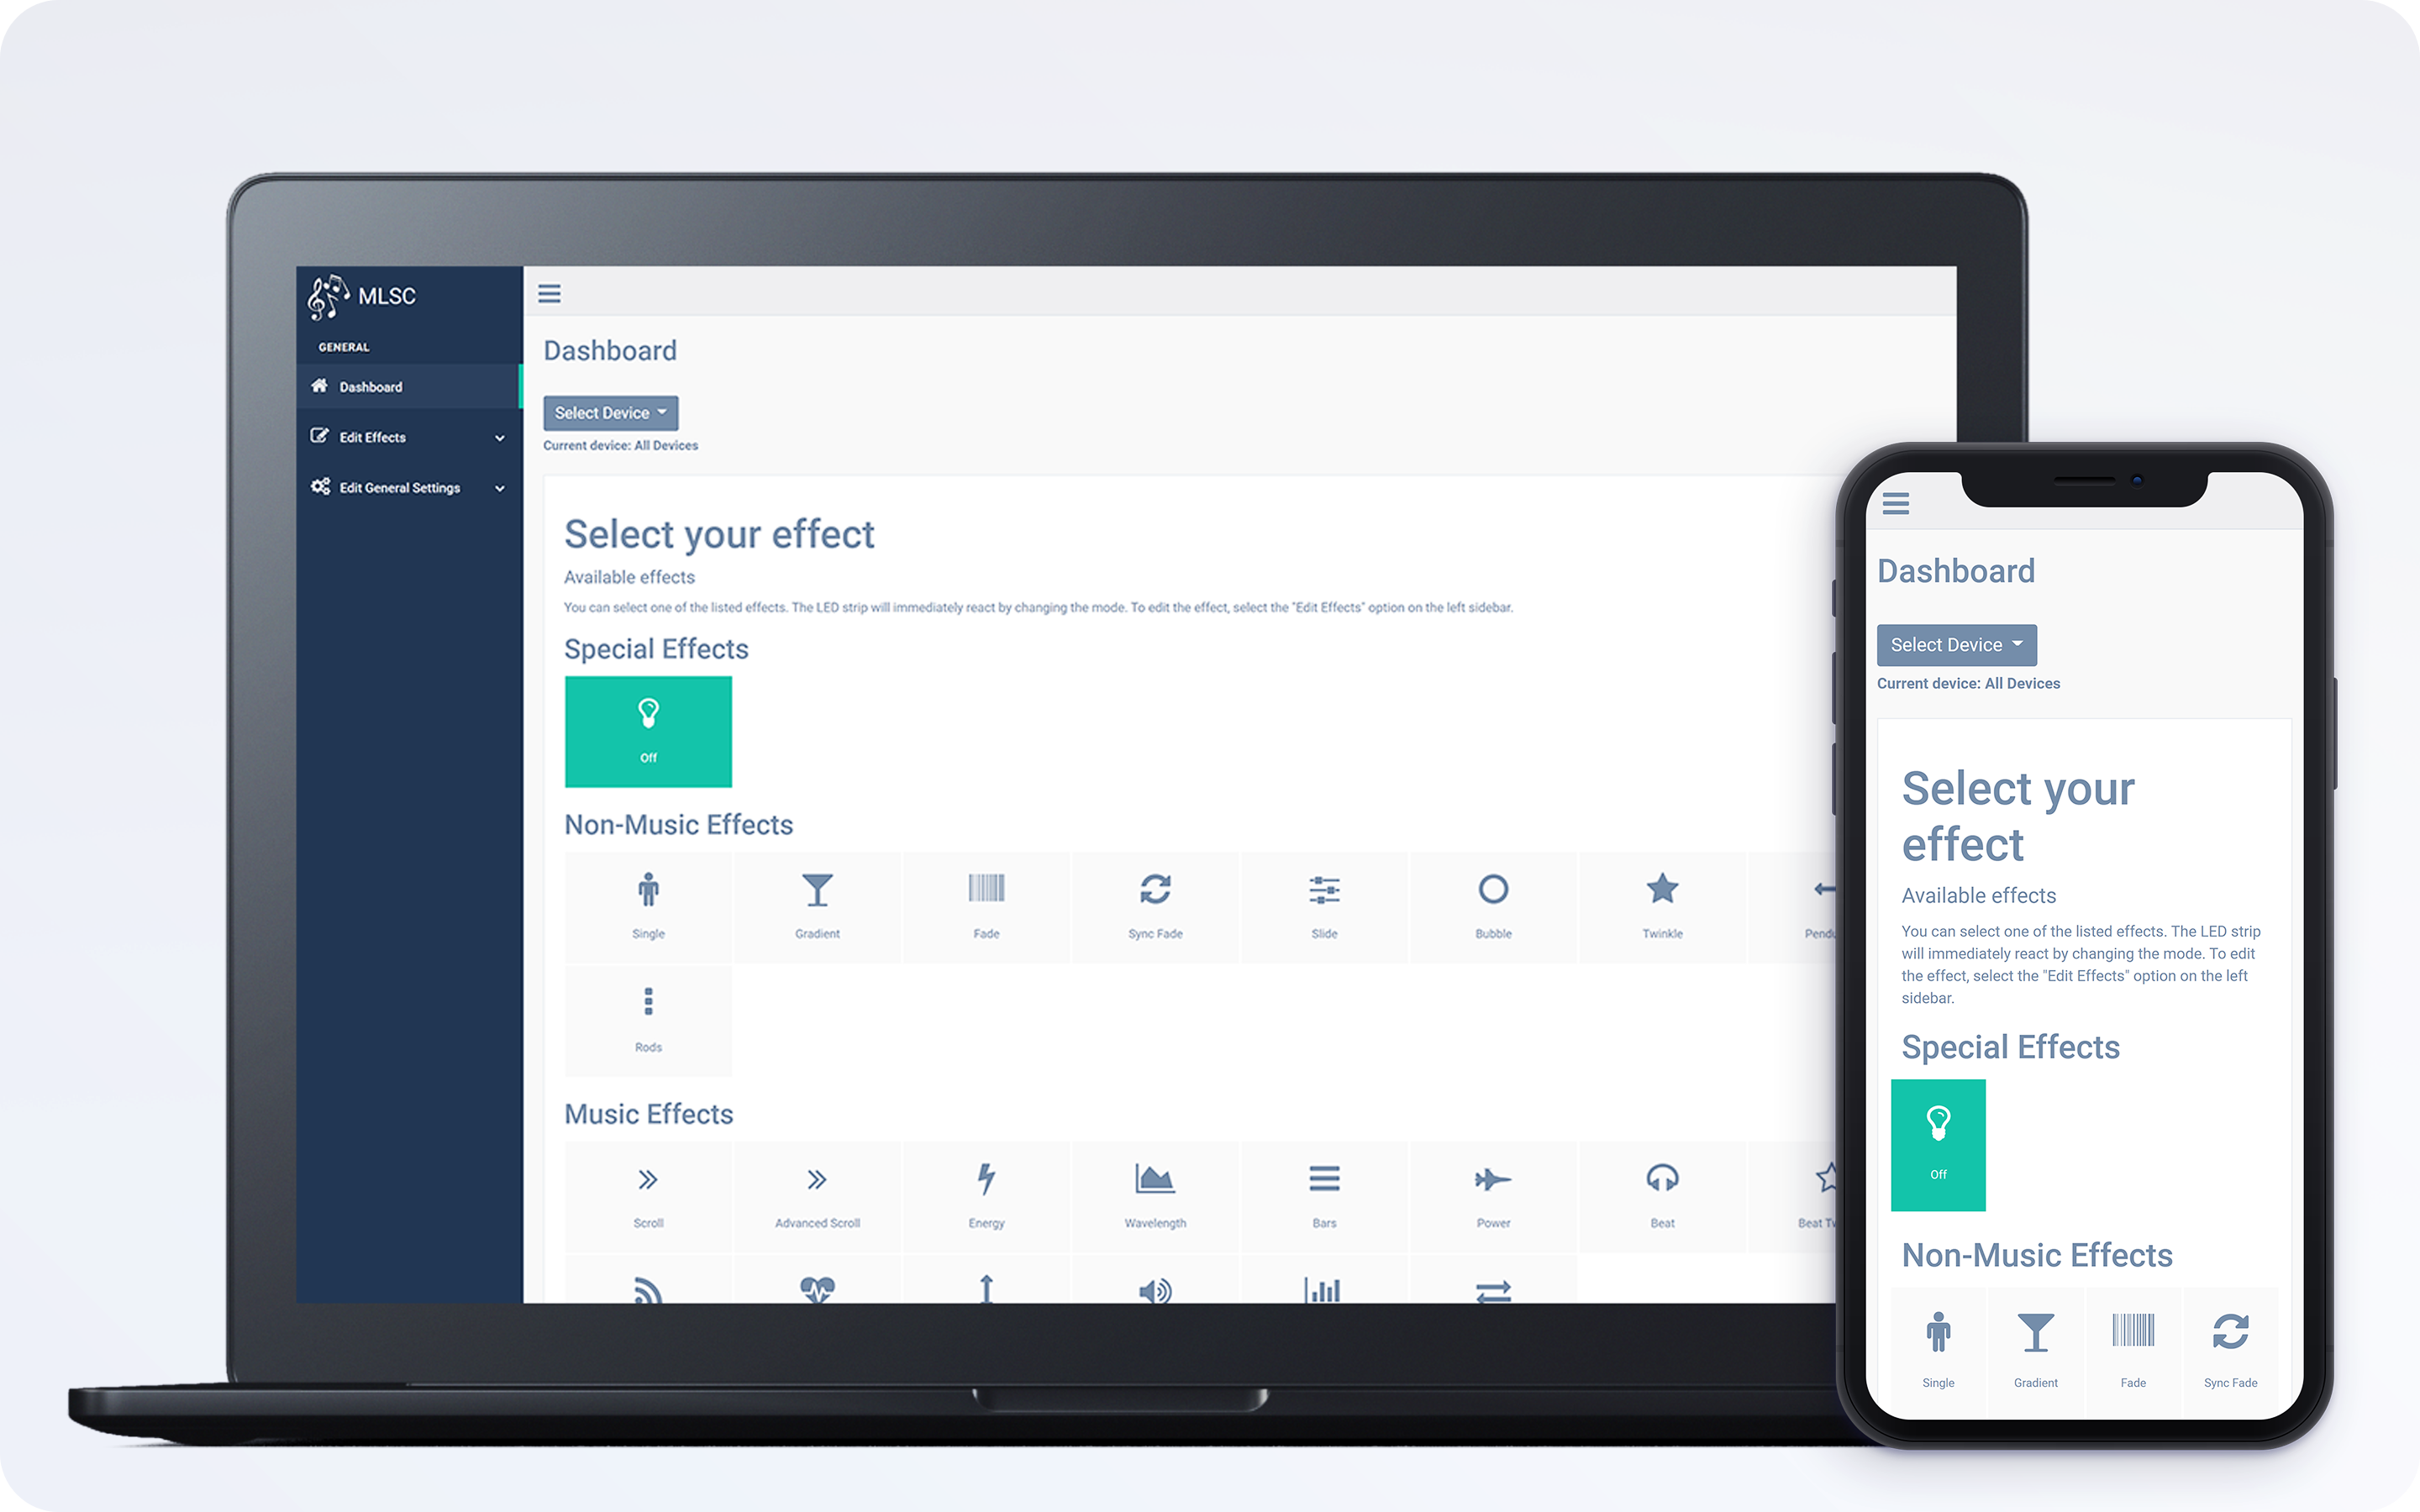 MLSC
GENERAL
Dashboard
Edit Effects
Edit General Settings
Dashboard
Select Device
Current device: All Devices
Select your effect
Available effects
You can select one of the listed effects. The LED strip will immediately react by changing the mode. To edit the effect, select the "Edit Effects" option on the left sidebar.
Special Effects
Off
Non-Music Effects
Single Gradient Fade Sync Fade Slide Bubble Twinkle
Rods
Music Effects
Scroll Advanced Scroll Energy Wavelength Bars Power Beat Beat
Dashboard
Select Device
Current device: All Devices
Select your
effect
Available effects
You can select one of the listed effects. The LED strip
will immediately react by changing the mode. To edit
the effect, select the "Edit Effects" option on the left
sidebar.
Special Effects
Off
Non-Music Effects
Single Gradient Fade Sync Fade